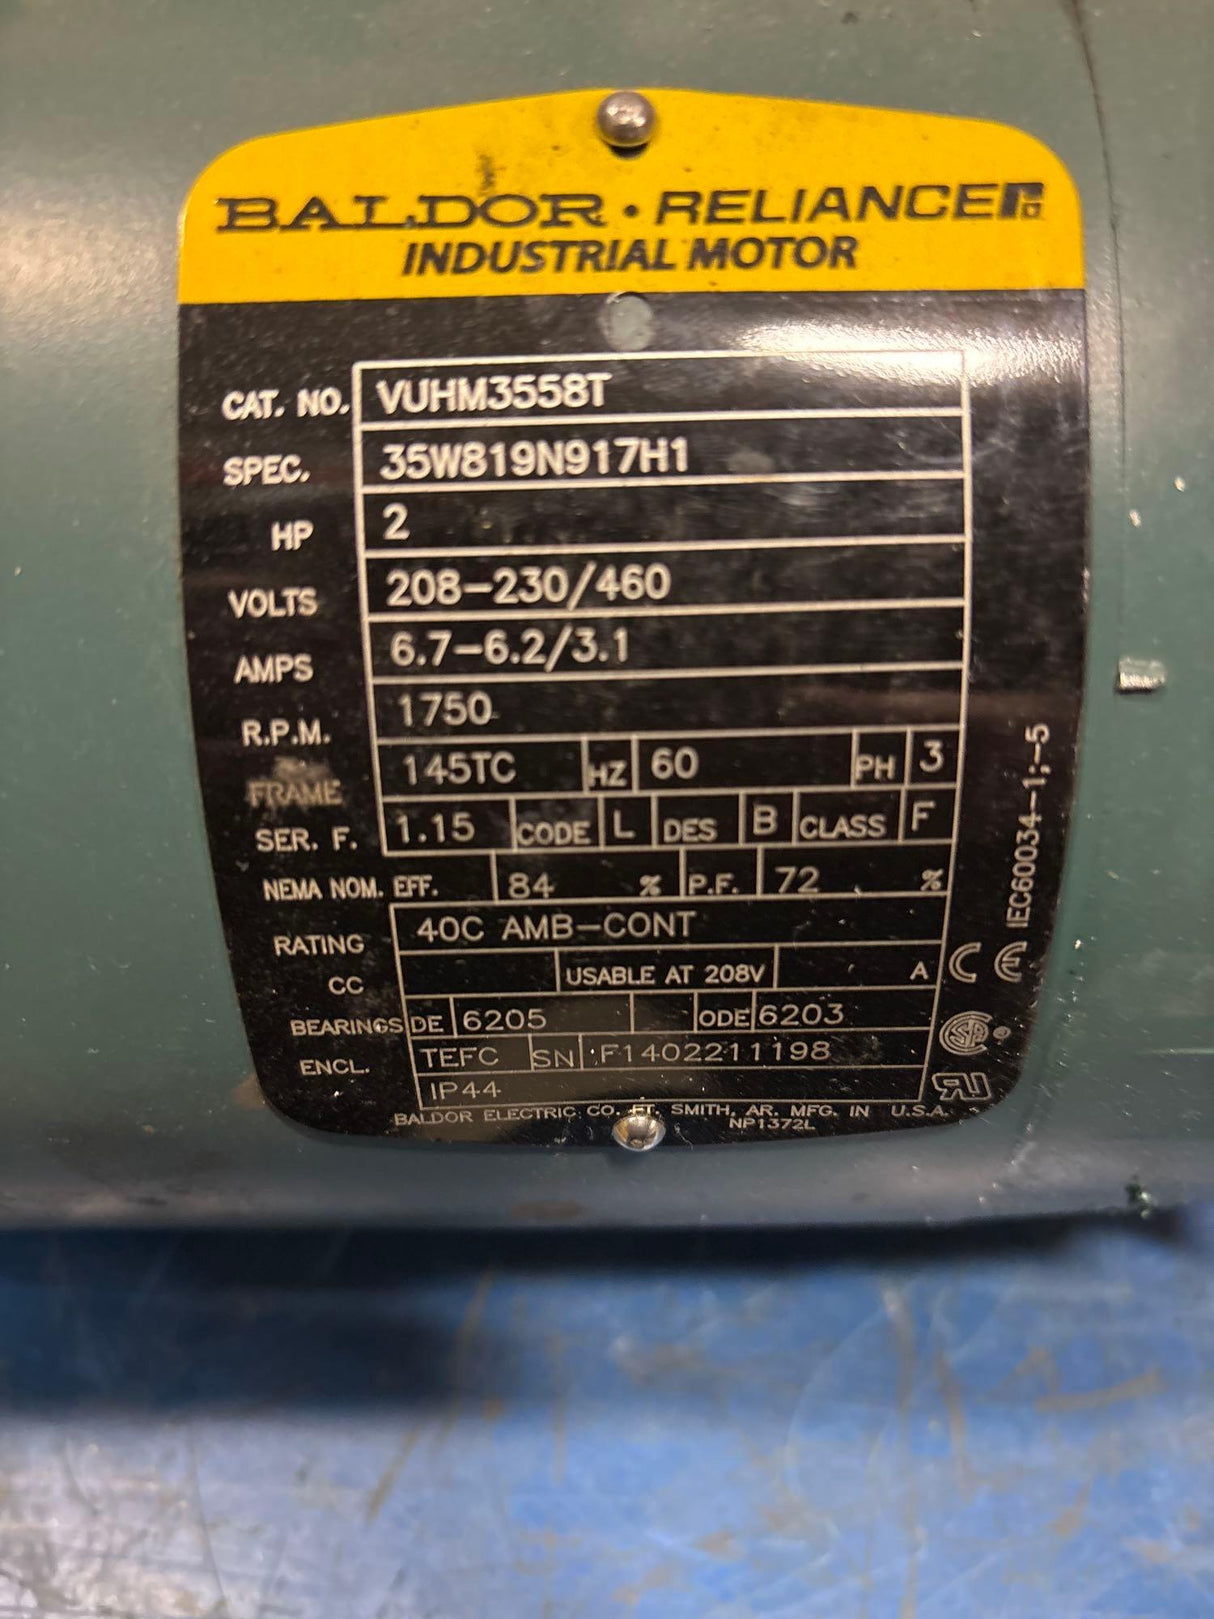 BALDOR • RELIANCE
INDUSTRIAL MOTOR
CAT. NO. VUHM3558T
SPEC. 35W819N917H1
HP 2
VOLTS 208-230/460
AMPS 6.7-6.2/3.1
R.P.M. 1750
FRAME 145TC HZ 60 PH 3
SER. F. 1.15 CODE L DES B CLASS F
NEMA NOM. EFF. 84 % P.F. 72 %
RATING 40C AMB-CONT
CC USABLE AT 208V A
BEARINGS DE 6205 ODE 6203
ENCL. TEFC SN F1402211198
IP44
BALDOR ELECTRIC CO. FT. SMITH, AR. MFG. IN U.S.A.
NP1372L
IEC60034-1;-5
CE
SP ®